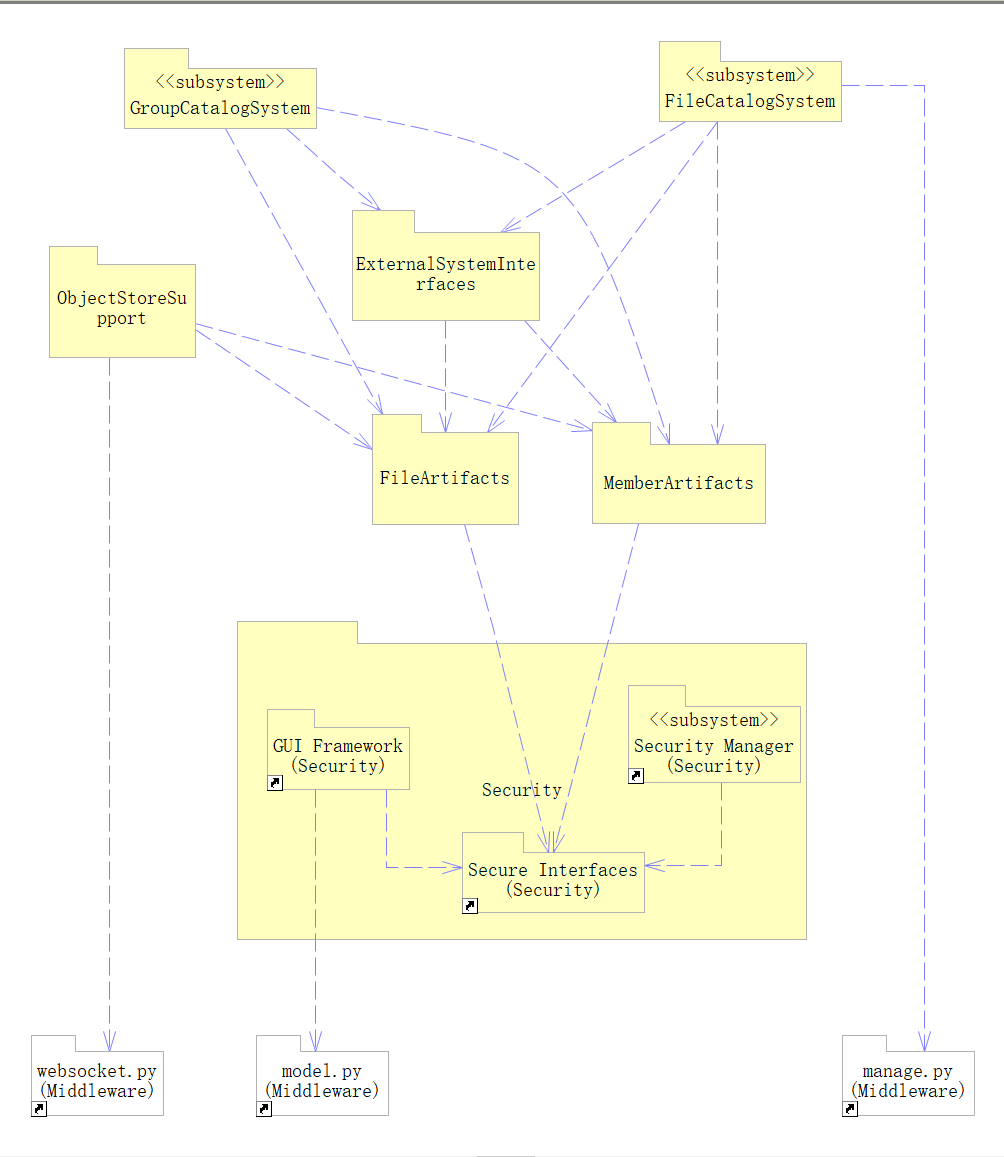 <<subsystem>>
GroupCatalogSystem
<<subsystem>>
FileCatalogSystem
ExternalSystemInte
rfaces
ObjectStoreSu
pport
FileArtifacts
MemberArtifacts
<<subsystem>>
Security Manager
(Security)
GUI Framework
(Security)
Security
Secure Interfaces
(Security)
websocket.py
(Middleware)
model.py
(Middleware)
manage.py
(Middleware)